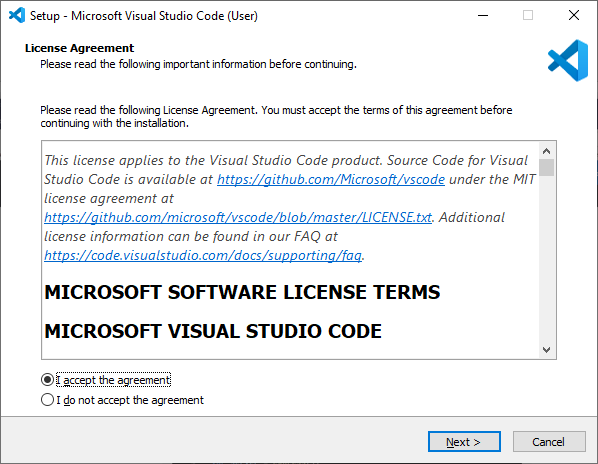 Setup - Microsoft Visual Studio Code (User)
License Agreement
Please read the following important information before continuing.
Please read the following License Agreement. You must accept the terms of this agreement before
continuing with the installation.
This license applies to the Visual Studio Code product. Source Code for Visual
Studio Code is available at https://github.com/Microsoft/vscode under the MIT
license agreement at
https://github.com/microsoft/vscode/blob/master/LICENSE.txt. Additional
license information can be found in our FAQ at
https://code.visualstudio.com/docs/supporting/faq.
MICROSOFT SOFTWARE LICENSE TERMS
MICROSOFT VISUAL STUDIO CODE
I accept the agreement
I do not accept the agreement
Next >
Cancel